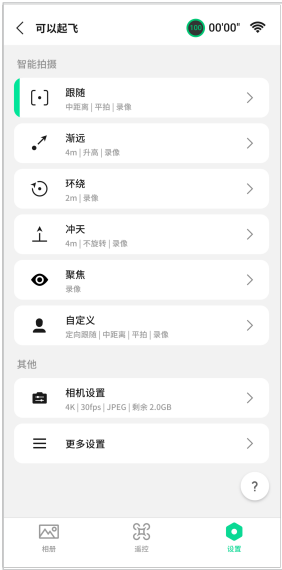 可以起飞
100
00'00"
智能拍摄
跟随
中距离 | 平拍 | 录像
渐远
4m | 升高 | 录像
环绕
2m | 录像
冲天
4m | 不旋转 | 录像
聚焦
录像
自定义
定向跟随 | 中距离 | 平拍 | 录像
其他
相机设置
4K | 30fps | JPEG | 剩余 2.0GB
更多设置
?
相册
遥控
设置